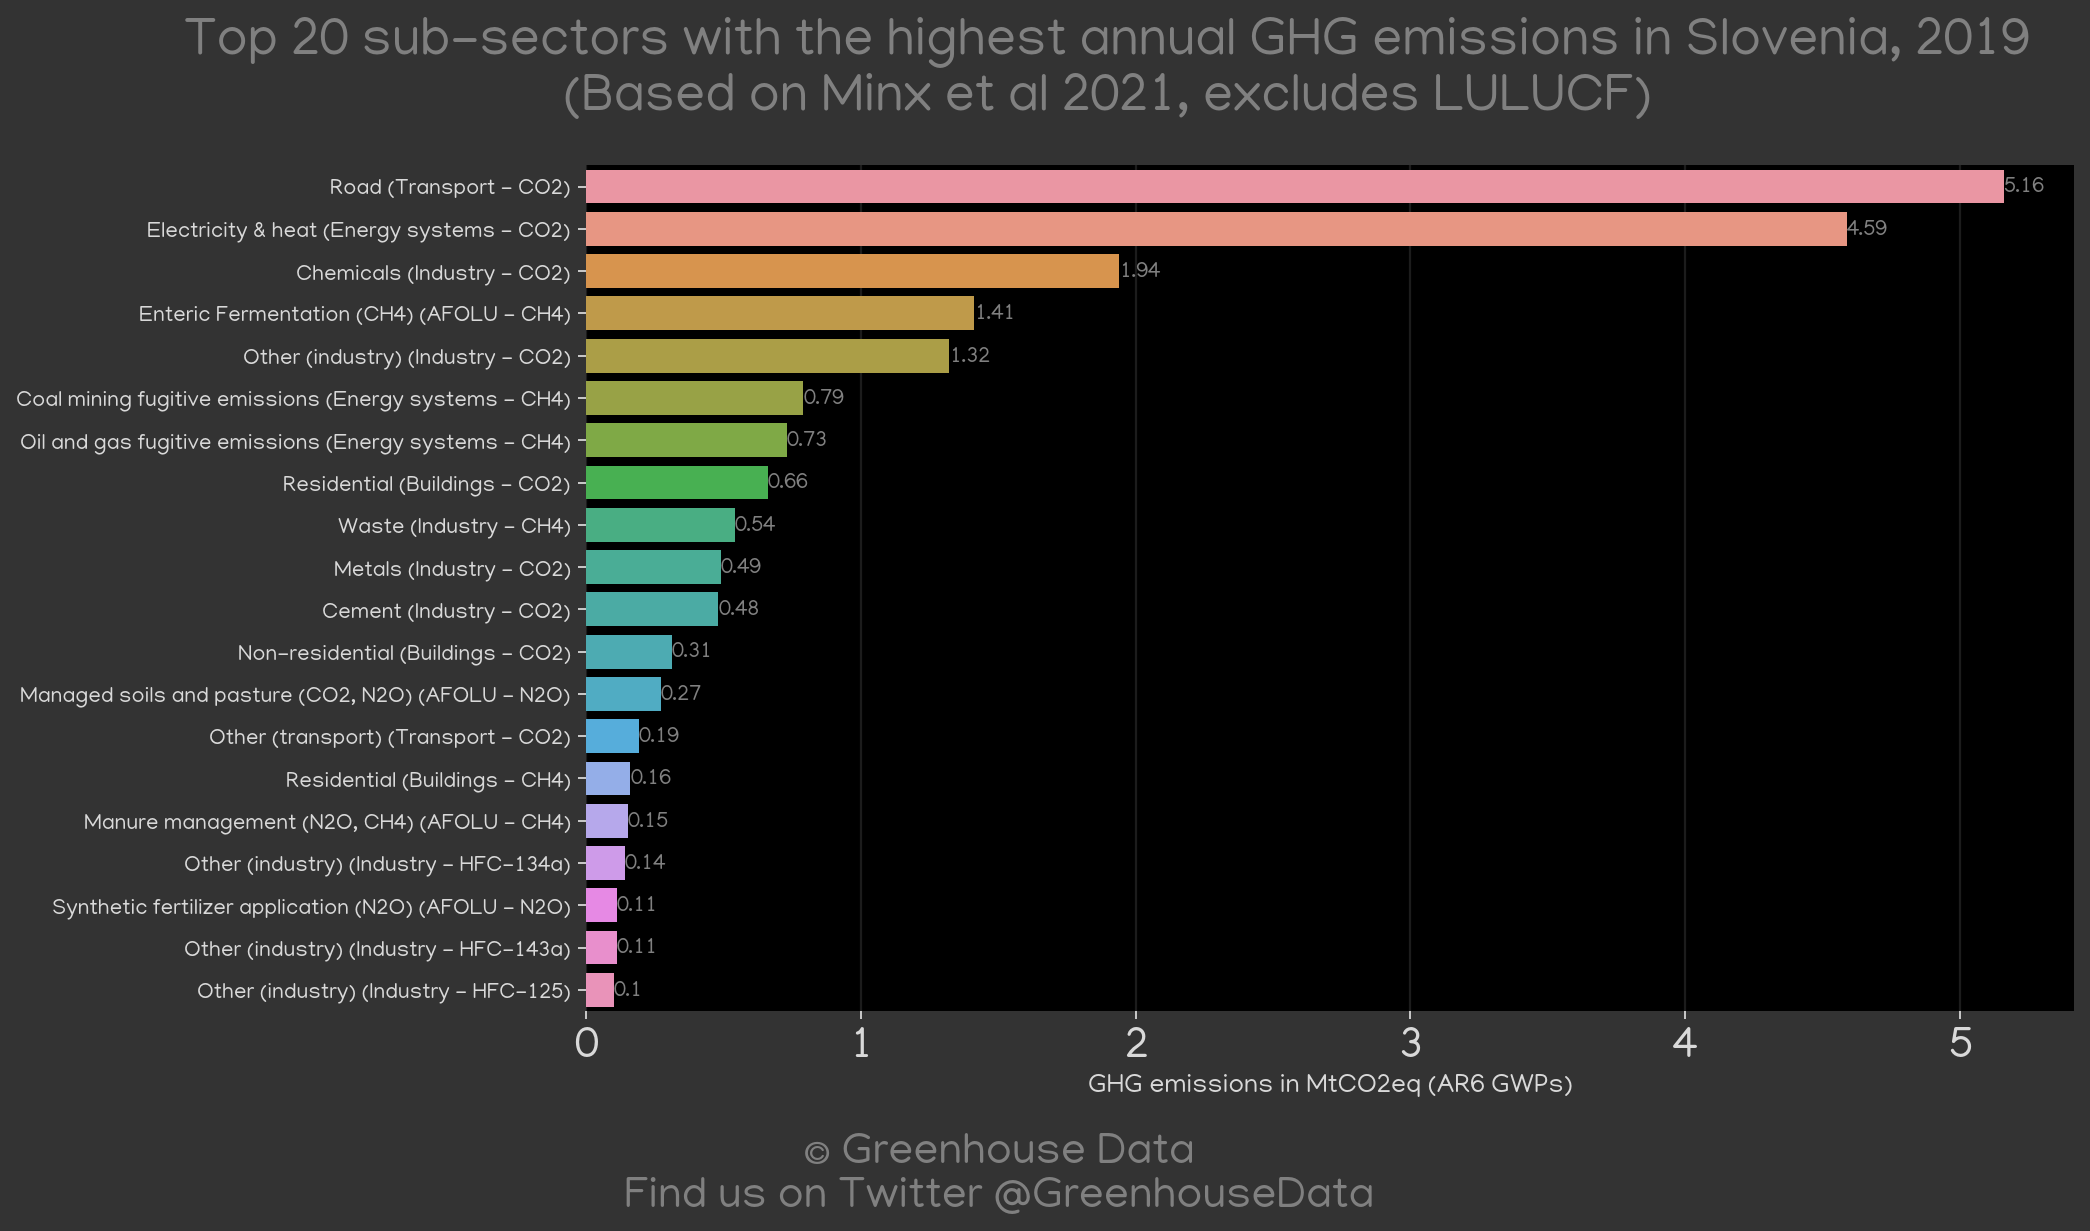 Top 20 sub-sectors with the highest annual GHG emissions in Slovenia, 2019
(Based on Minx et al 2021, excludes LULUCF)
Road (Transport - CO2) 5.16
Electricity & heat (Energy systems - CO2) 4.59
Chemicals (Industry - CO2) 1.94
Enteric Fermentation (CH4) (AFOLU - CH4) 1.41
Other (industry) (Industry - CO2) 1.32
Coal mining fugitive emissions (Energy systems - CH4) 0.79
Oil and gas fugitive emissions (Energy systems - CH4) 0.73
Residential (Buildings - CO2) 0.66
Waste (Industry - CH4) 0.54
Metals (Industry - CO2) 0.49
Cement (Industry - CO2) 0.48
Non-residential (Buildings - CO2) 0.31
Managed soils and pasture (CO2, N2O) (AFOLU - N2O) 0.27
Other (transport) (Transport - CO2) 0.19
Residential (Buildings - CH4) 0.16
Manure management (N2O, CH4) (AFOLU - CH4) 0.15
Other (industry) (Industry - HFC-134a) 0.14
Synthetic fertilizer application (N2O) (AFOLU - N2O) 0.11
Other (industry) (Industry - HFC-143a) 0.11
Other (industry) (Industry - HFC-125) 0.1
0 1 2 3 4 5
GHG emissions in MtCO2eq (AR6 GWPs)
© Greenhouse Data
Find us on Twitter @GreenhouseData